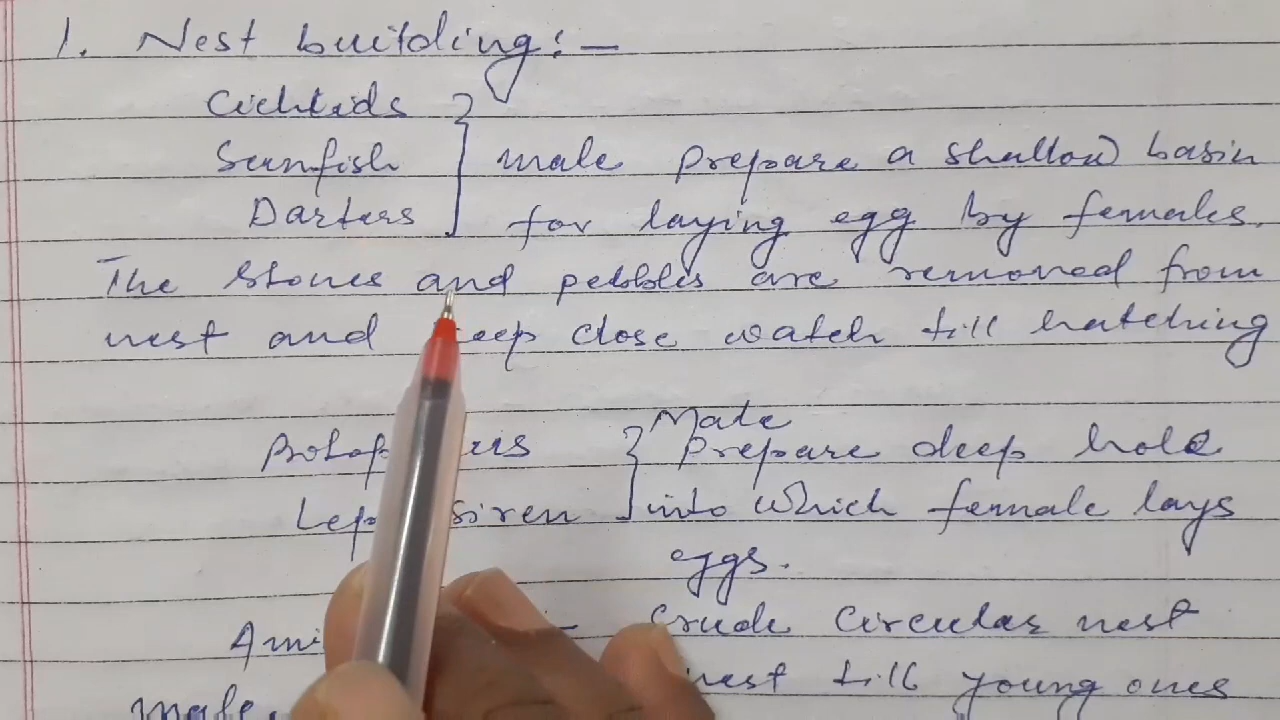 1. Nest building:-
Cichlids
Sunfish } male prepare a shallow basin
Darters for laying egg by females.
The stones and pebbles are removed from
nest and close watch till hatching
Male
} Prepare deep hole
into which female lays
eggs.
- Crude Circular nest
male nest till young ones